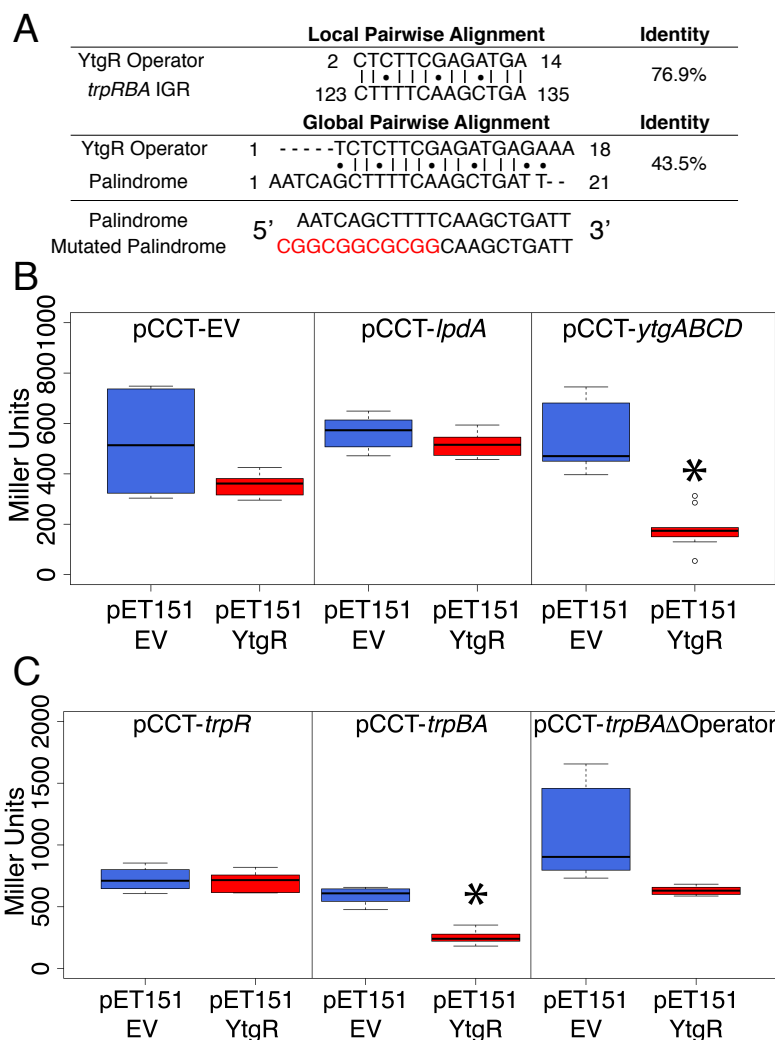 A
Local Pairwise Alignment Identity
YtgR Operator 2 CTCTTCGAGATGA 14
76.9%
trpRBA IGR
123 CTTTTCAAGCTGA 135
Global Pairwise Alignment Identity
YtgR Operator 1 -----TCTCTTCGAGATGAGAAA 18
43.5%
Palindrome 1 AATCAGCTTTTCAAGCTGATT-- 21
Palindrome 5’ AATCAGCTTTTCAAGCTGATT 3’
Mutated Palindrome CGGCGGCGCGGCAAGCTGATT
B
pCCT-EV pCCT-lpdA pCCT-ytgABCD
Miller Units
0 200 400 600 800 1000
*
pET151 EV
pET151 YtgR
pET151 EV
pET151 YtgR
pET151 EV
pET151 YtgR
C
pCCT-trpR pCCT-trpBA pCCT-trpBAΔOperator
Miller Units
0 500 1000 1500 2000
*
pET151 EV
pET151 YtgR
pET151 EV
pET151 YtgR
pET151 EV
pET151 YtgR